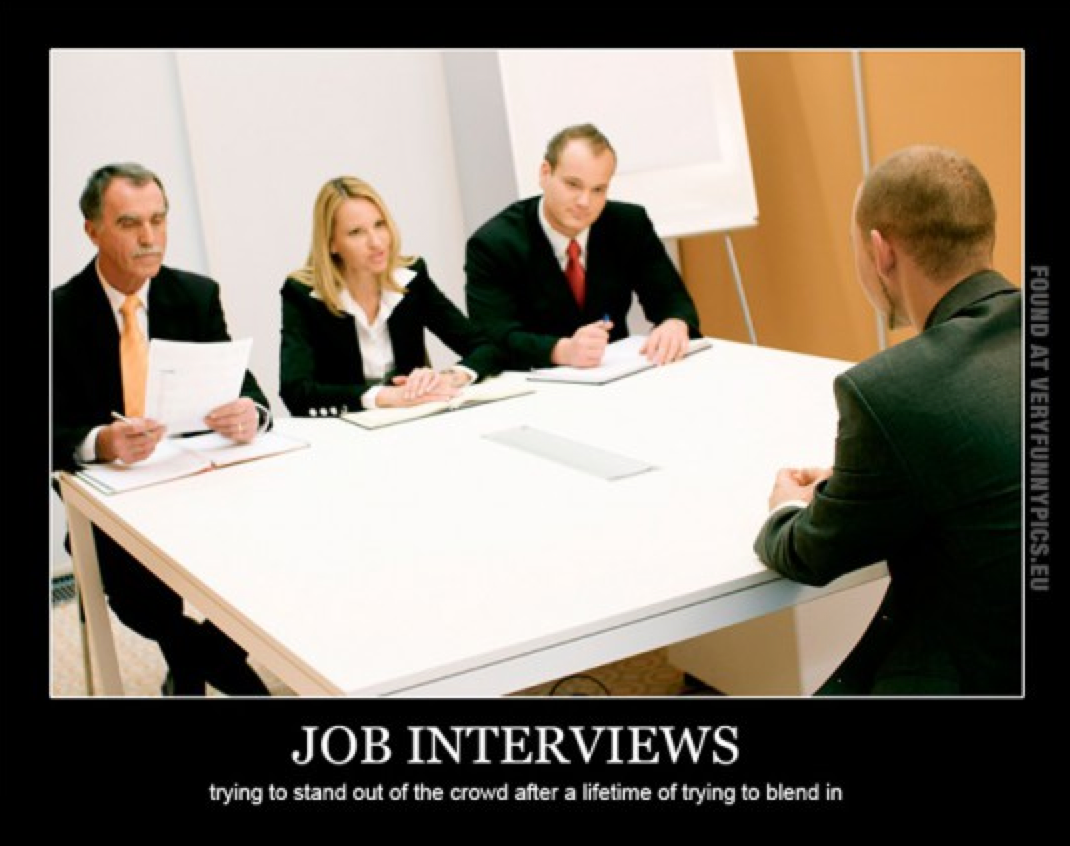 JOB INTERVIEWS
trying to stand out of the crowd after a lifetime of trying to blend in
FOUND AT VERYFUNNYPICS.EU